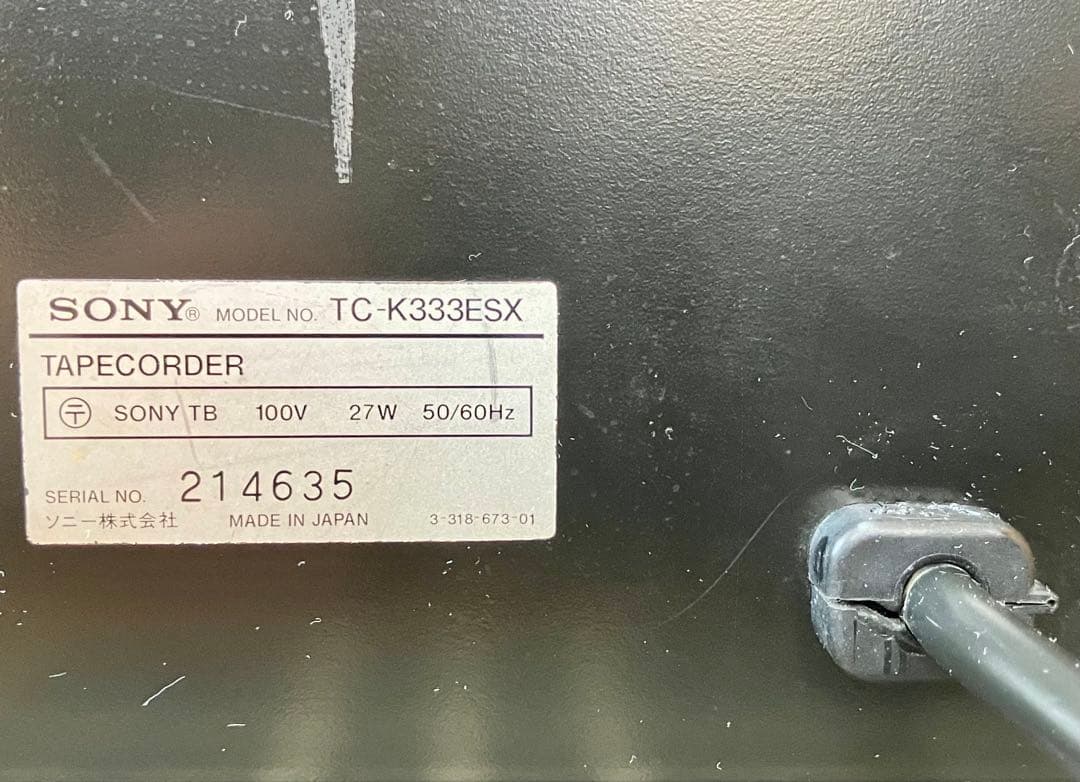 SONY® MODEL NO. TC-K333ESX
TAPECORDER
〒 SONY TB 100V 27W 50/60Hz
SERIAL NO. 214635
ソニー株式会社 MADE IN JAPAN 3-318-673-01